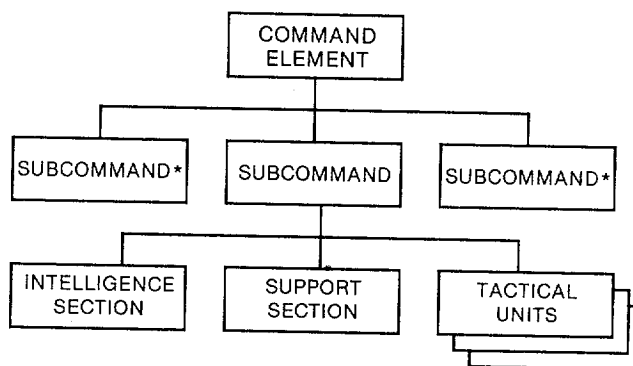 COMMAND
ELEMENT
SUBCOMMAND*
SUBCOMMAND
SUBCOMMAND*
INTELLIGENCE
SECTION
SUPPORT
SECTION
TACTICAL
UNITS